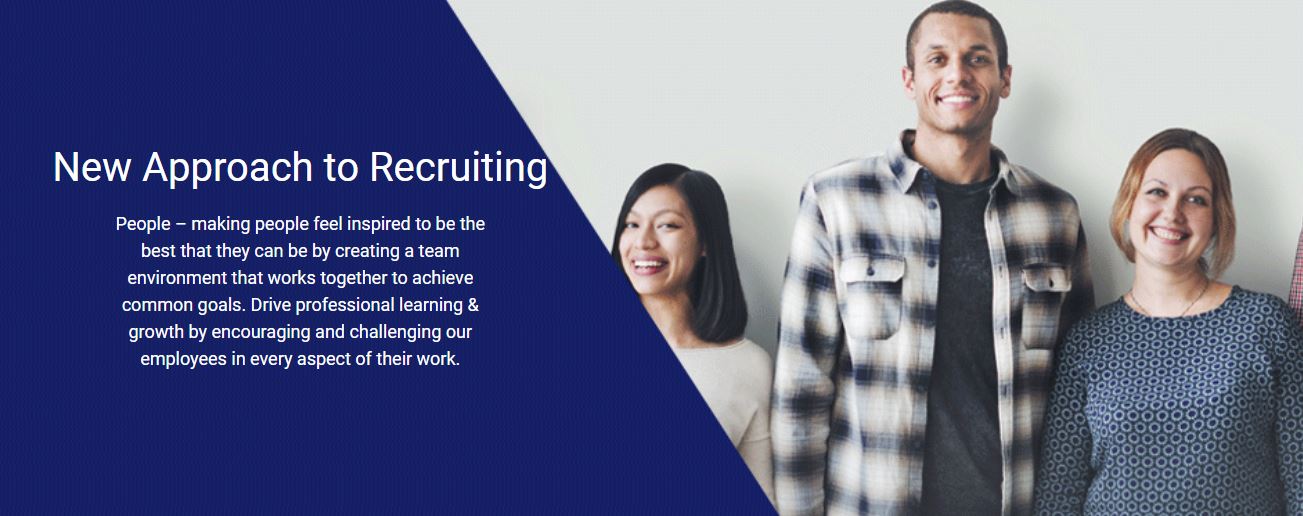 New Approach to Recruiting
People – making people feel inspired to be the
best that they can be by creating a team
environment that works together to achieve
common goals. Drive professional learning &
growth by encouraging and challenging our
employees in every aspect of their work.